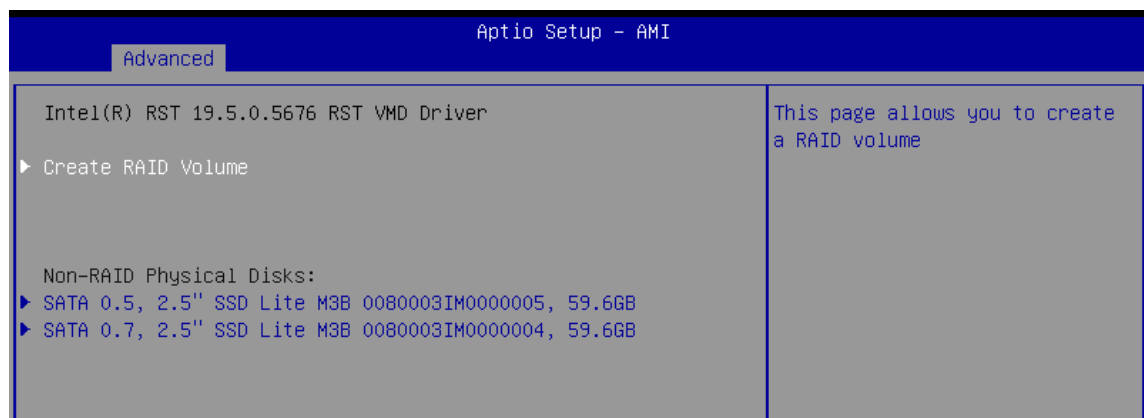 Aptio Setup - AMI
Advanced
Intel(R) RST 19.5.0.5676 RST VMD Driver
Create RAID Volume
Non-RAID Physical Disks:
SATA 0.5, 2.5" SSD Lite M3B 0080003IM0000005, 59.6GB
SATA 0.7, 2.5" SSD Lite M3B 0080003IM0000004, 59.6GB
This page allows you to create
a RAID volume